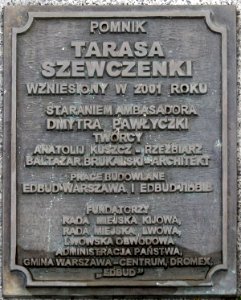 POMNIK
TARASA
SZEWCZENKI
WZNIESIONY W 2001 ROKU
STARANIEM AMBASADORA
DMYTRA PAWŁYCZKI
TWÓRCY
ANATOLIJ KUSZCZ - RZEŹBIARZ
BALTAZAR BRUKALSKI - ARCHITEKT
PRACE BUDOWLANE
EDBUD-WARSZAWA, I EDBUD
FUNDATORZY
RADA MIEJSKA KIJOWA,
RADA MIEJSKA LWOWA,
LWOWSKA OBWODOWA
ADMINISTRACJA PAŃSTWA,
GMINA WARSZAWA-CENTRUM, DROMEX,
„EDBUD”